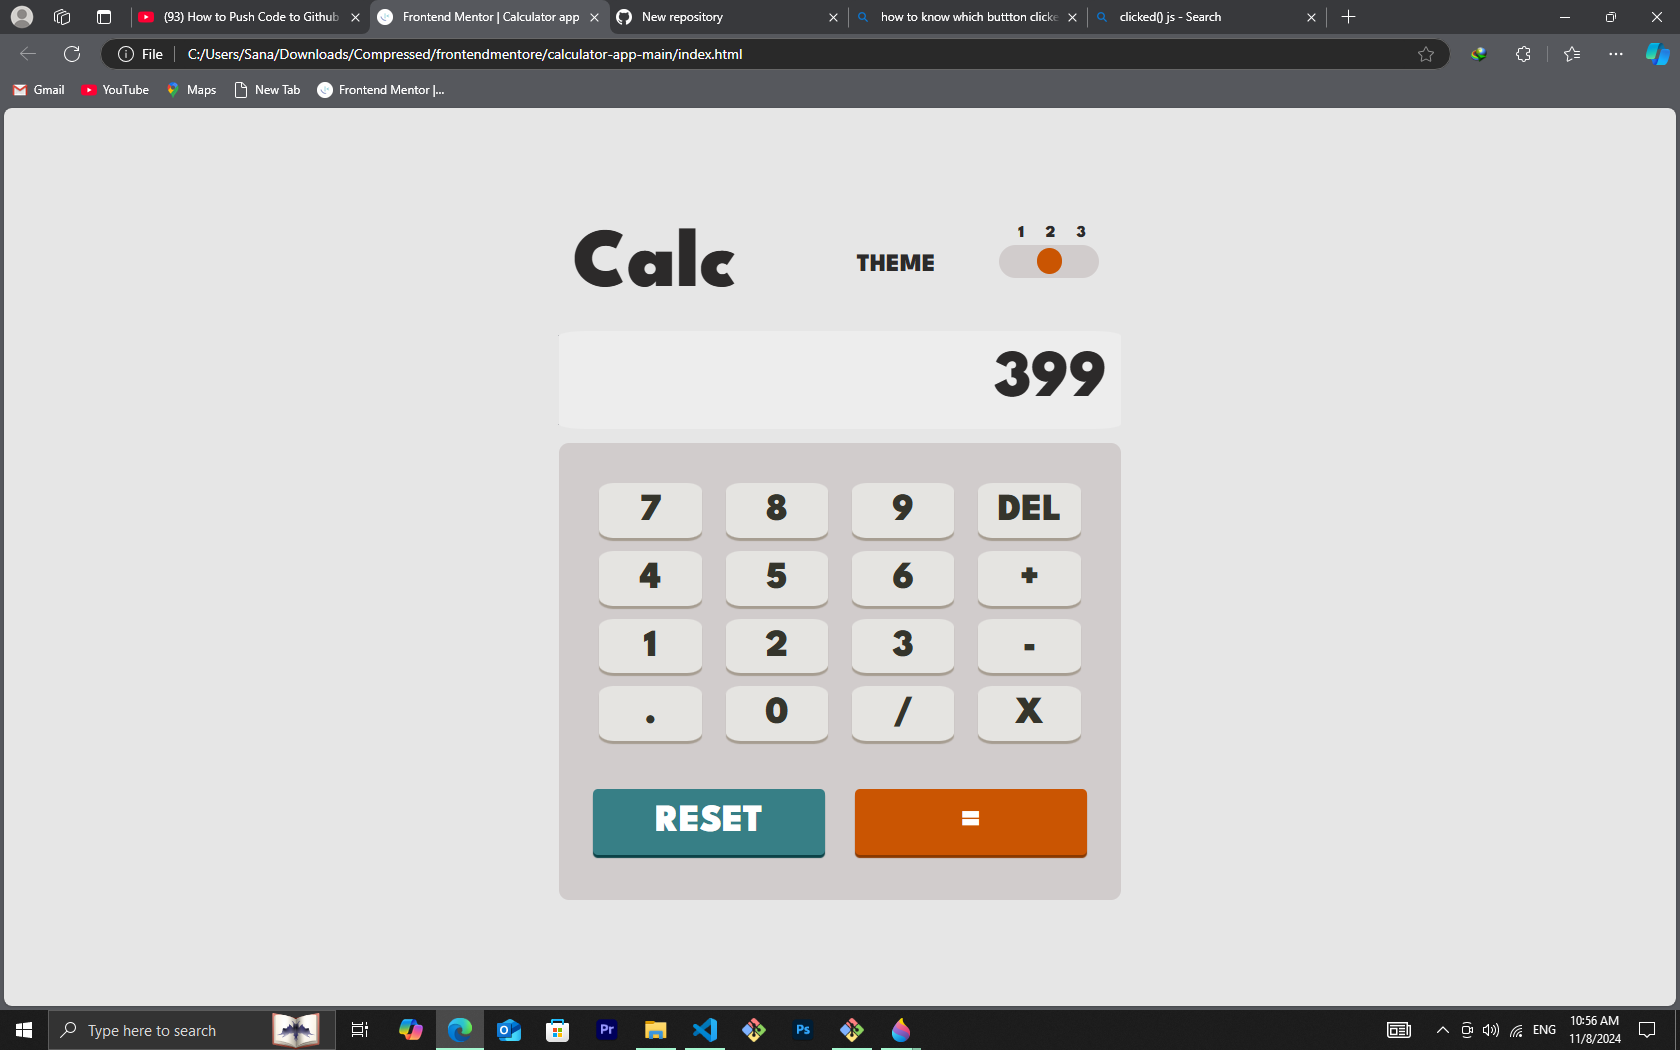 (93) How to Push Code to Github
Frontend Mentor | Calculator app
New repository
how to know which buttton clicke
clicked() js - Search
File
C:/Users/Sana/Downloads/Compressed/frontendmentore/calculator-app-main/index.html
Gmail
YouTube
Maps
New Tab
Frontend Mentor |...
Calc
THEME
1 2 3
399
7 8 9 DEL
4 5 6 +
1 2 3 -
. 0 / X
RESET =
Type here to search
Pr
Ps
ENG
10:56 AM
11/8/2024